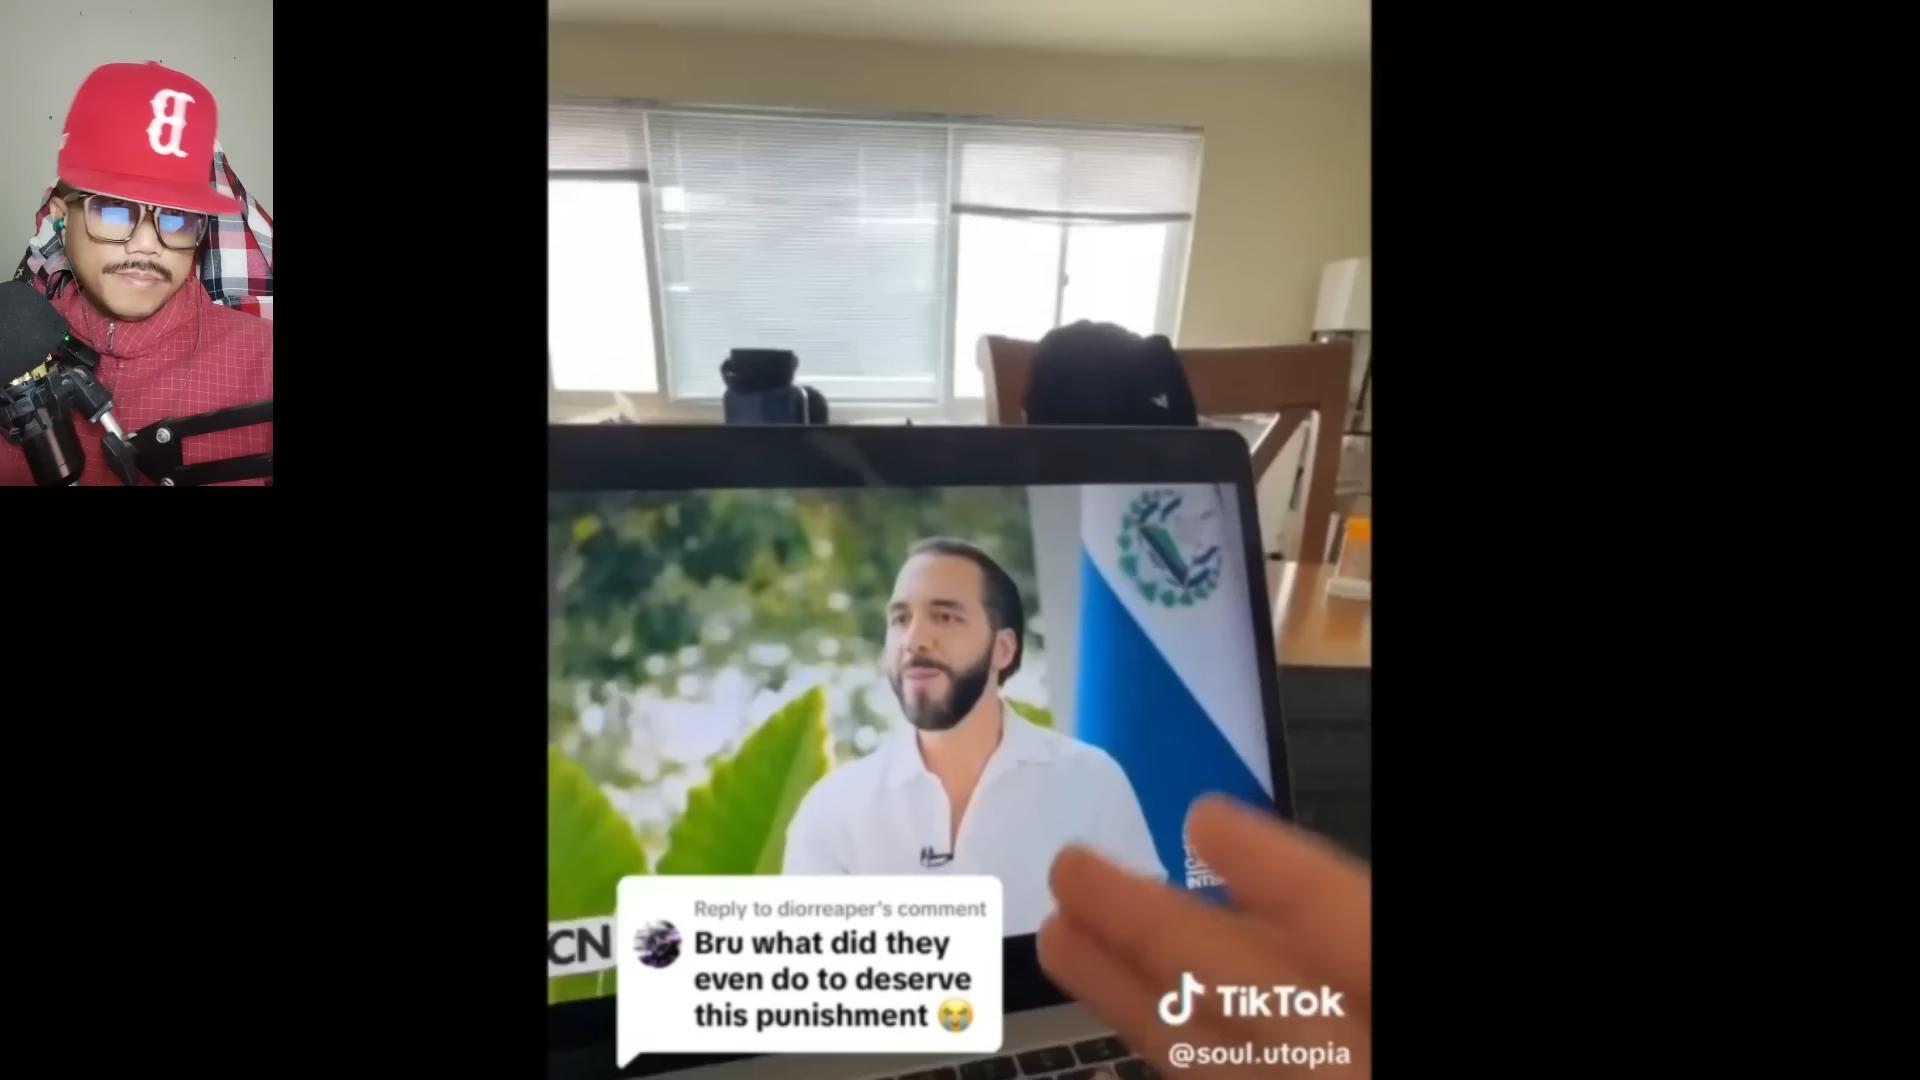 B
Reply to diorreaper's comment
Bru what did they
even do to deserve
this punishment 😭
CN
TikTok
@soul.utopia